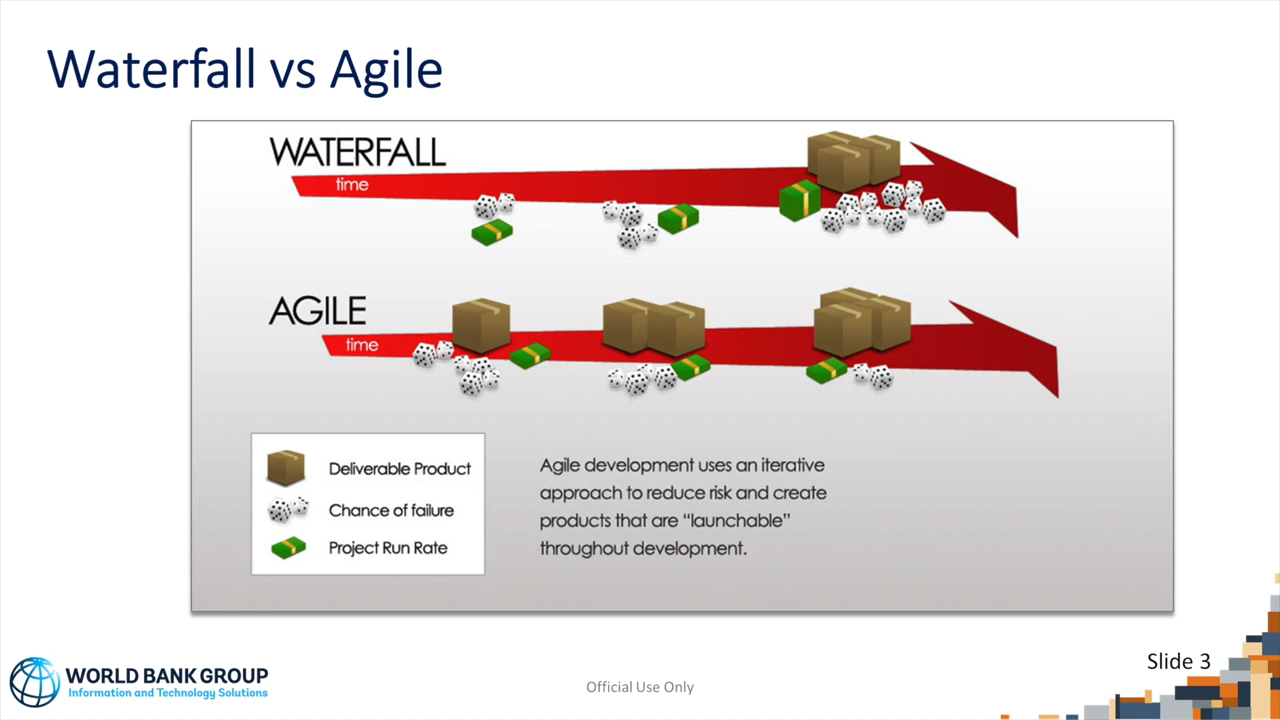 Waterfall vs Agile
WATERFALL
time
AGILE
time
Deliverable Product
Chance of failure
Project Run Rate
Agile development uses an iterative
approach to reduce risk and create
products that are “launchable”
throughout development.
Slide 3
WORLD BANK GROUP
Information and Technology Solutions
Official Use Only